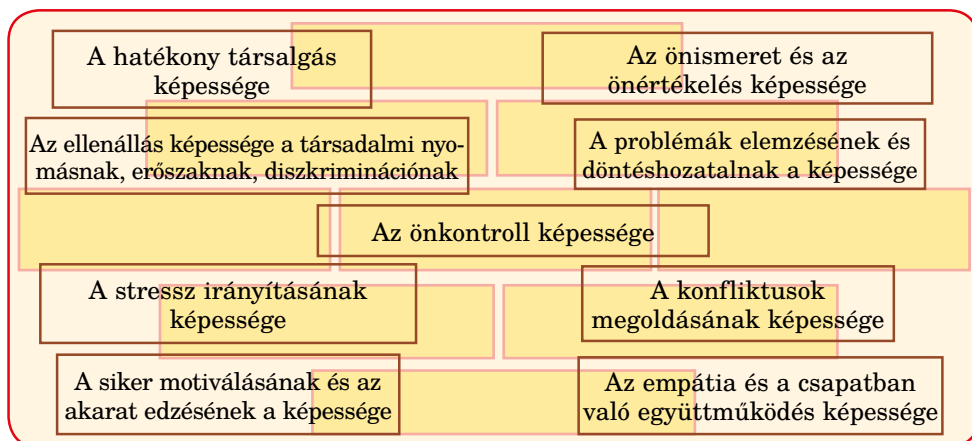 A hatékony társalgás
képessége
Az önismeret és az
önértékelés képessége
Az ellenállás képessége a társadalmi nyo-
másnak, erőszaknak, diszkriminációnak
A problémák elemzésének és
döntéshozatalnak a képessége
Az önkontroll képessége
A stressz irányításának
képessége
A konfliktusok
megoldásának képessége
A siker motiválásának és az
akarat edzésének a képessége
Az empátia és a csapatban
való együttműködés képessége